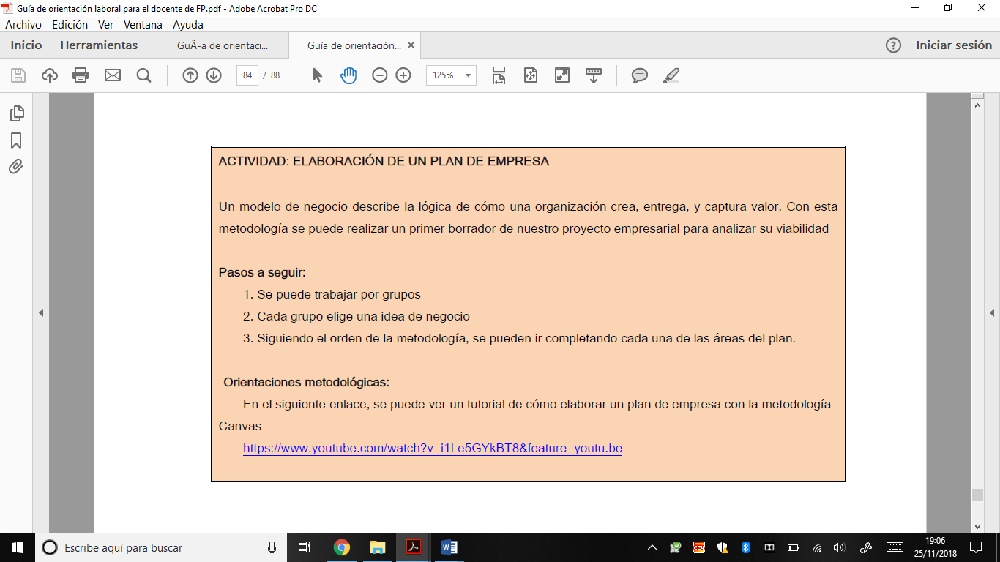 Guía de orientación laboral para el docente de FP.pdf - Adobe Acrobat Pro DC
Archivo Edición Ver Ventana Ayuda
Inicio Herramientas GuÃ-a de orientaci... Guía de orientación... × Iniciar sesión
84 / 88 125%
ACTIVIDAD: ELABORACIÓN DE UN PLAN DE EMPRESA
Un modelo de negocio describe la lógica de cómo una organización crea, entrega, y captura valor. Con esta
metodología se puede realizar un primer borrador de nuestro proyecto empresarial para analizar su viabilidad
Pasos a seguir:
1. Se puede trabajar por grupos
2. Cada grupo elige una idea de negocio
3. Siguiendo el orden de la metodología, se pueden ir completando cada una de las áreas del plan.
Orientaciones metodológicas:
En el siguiente enlace, se puede ver un tutorial de cómo elaborar un plan de empresa con la metodología
Canvas
https://www.youtube.com/watch?v=i1Le5GYkBT8&feature=youtu.be
Escribe aquí para buscar
19:06
25/11/2018